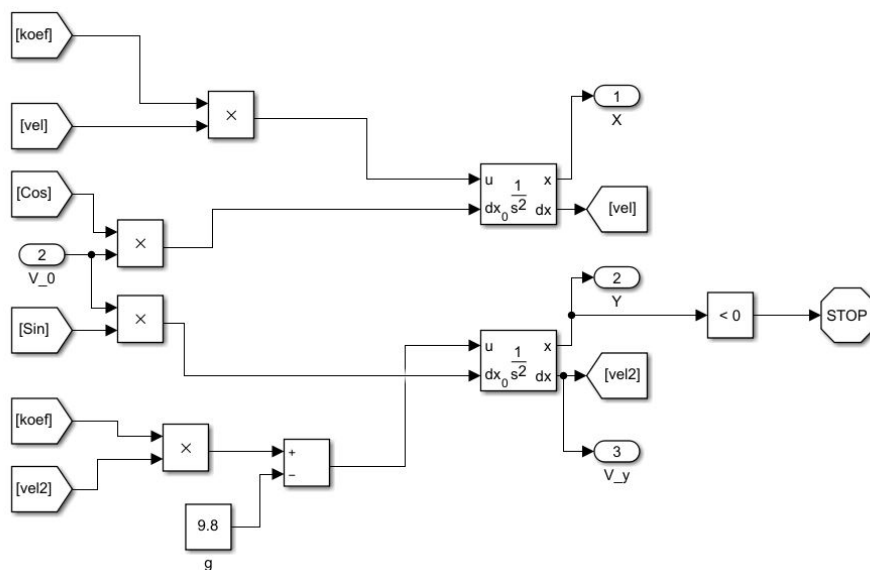 [koef]
[vel]
×
1
X
[Cos]
u
dx0
1
s2
x
dx
[vel]
×
2
V_0
2
Y
[Sin]
×
< 0
STOP
u
dx0
1
s2
x
dx
[vel2]
[koef]
×
+
−
3
V_y
[vel2]
9.8
g